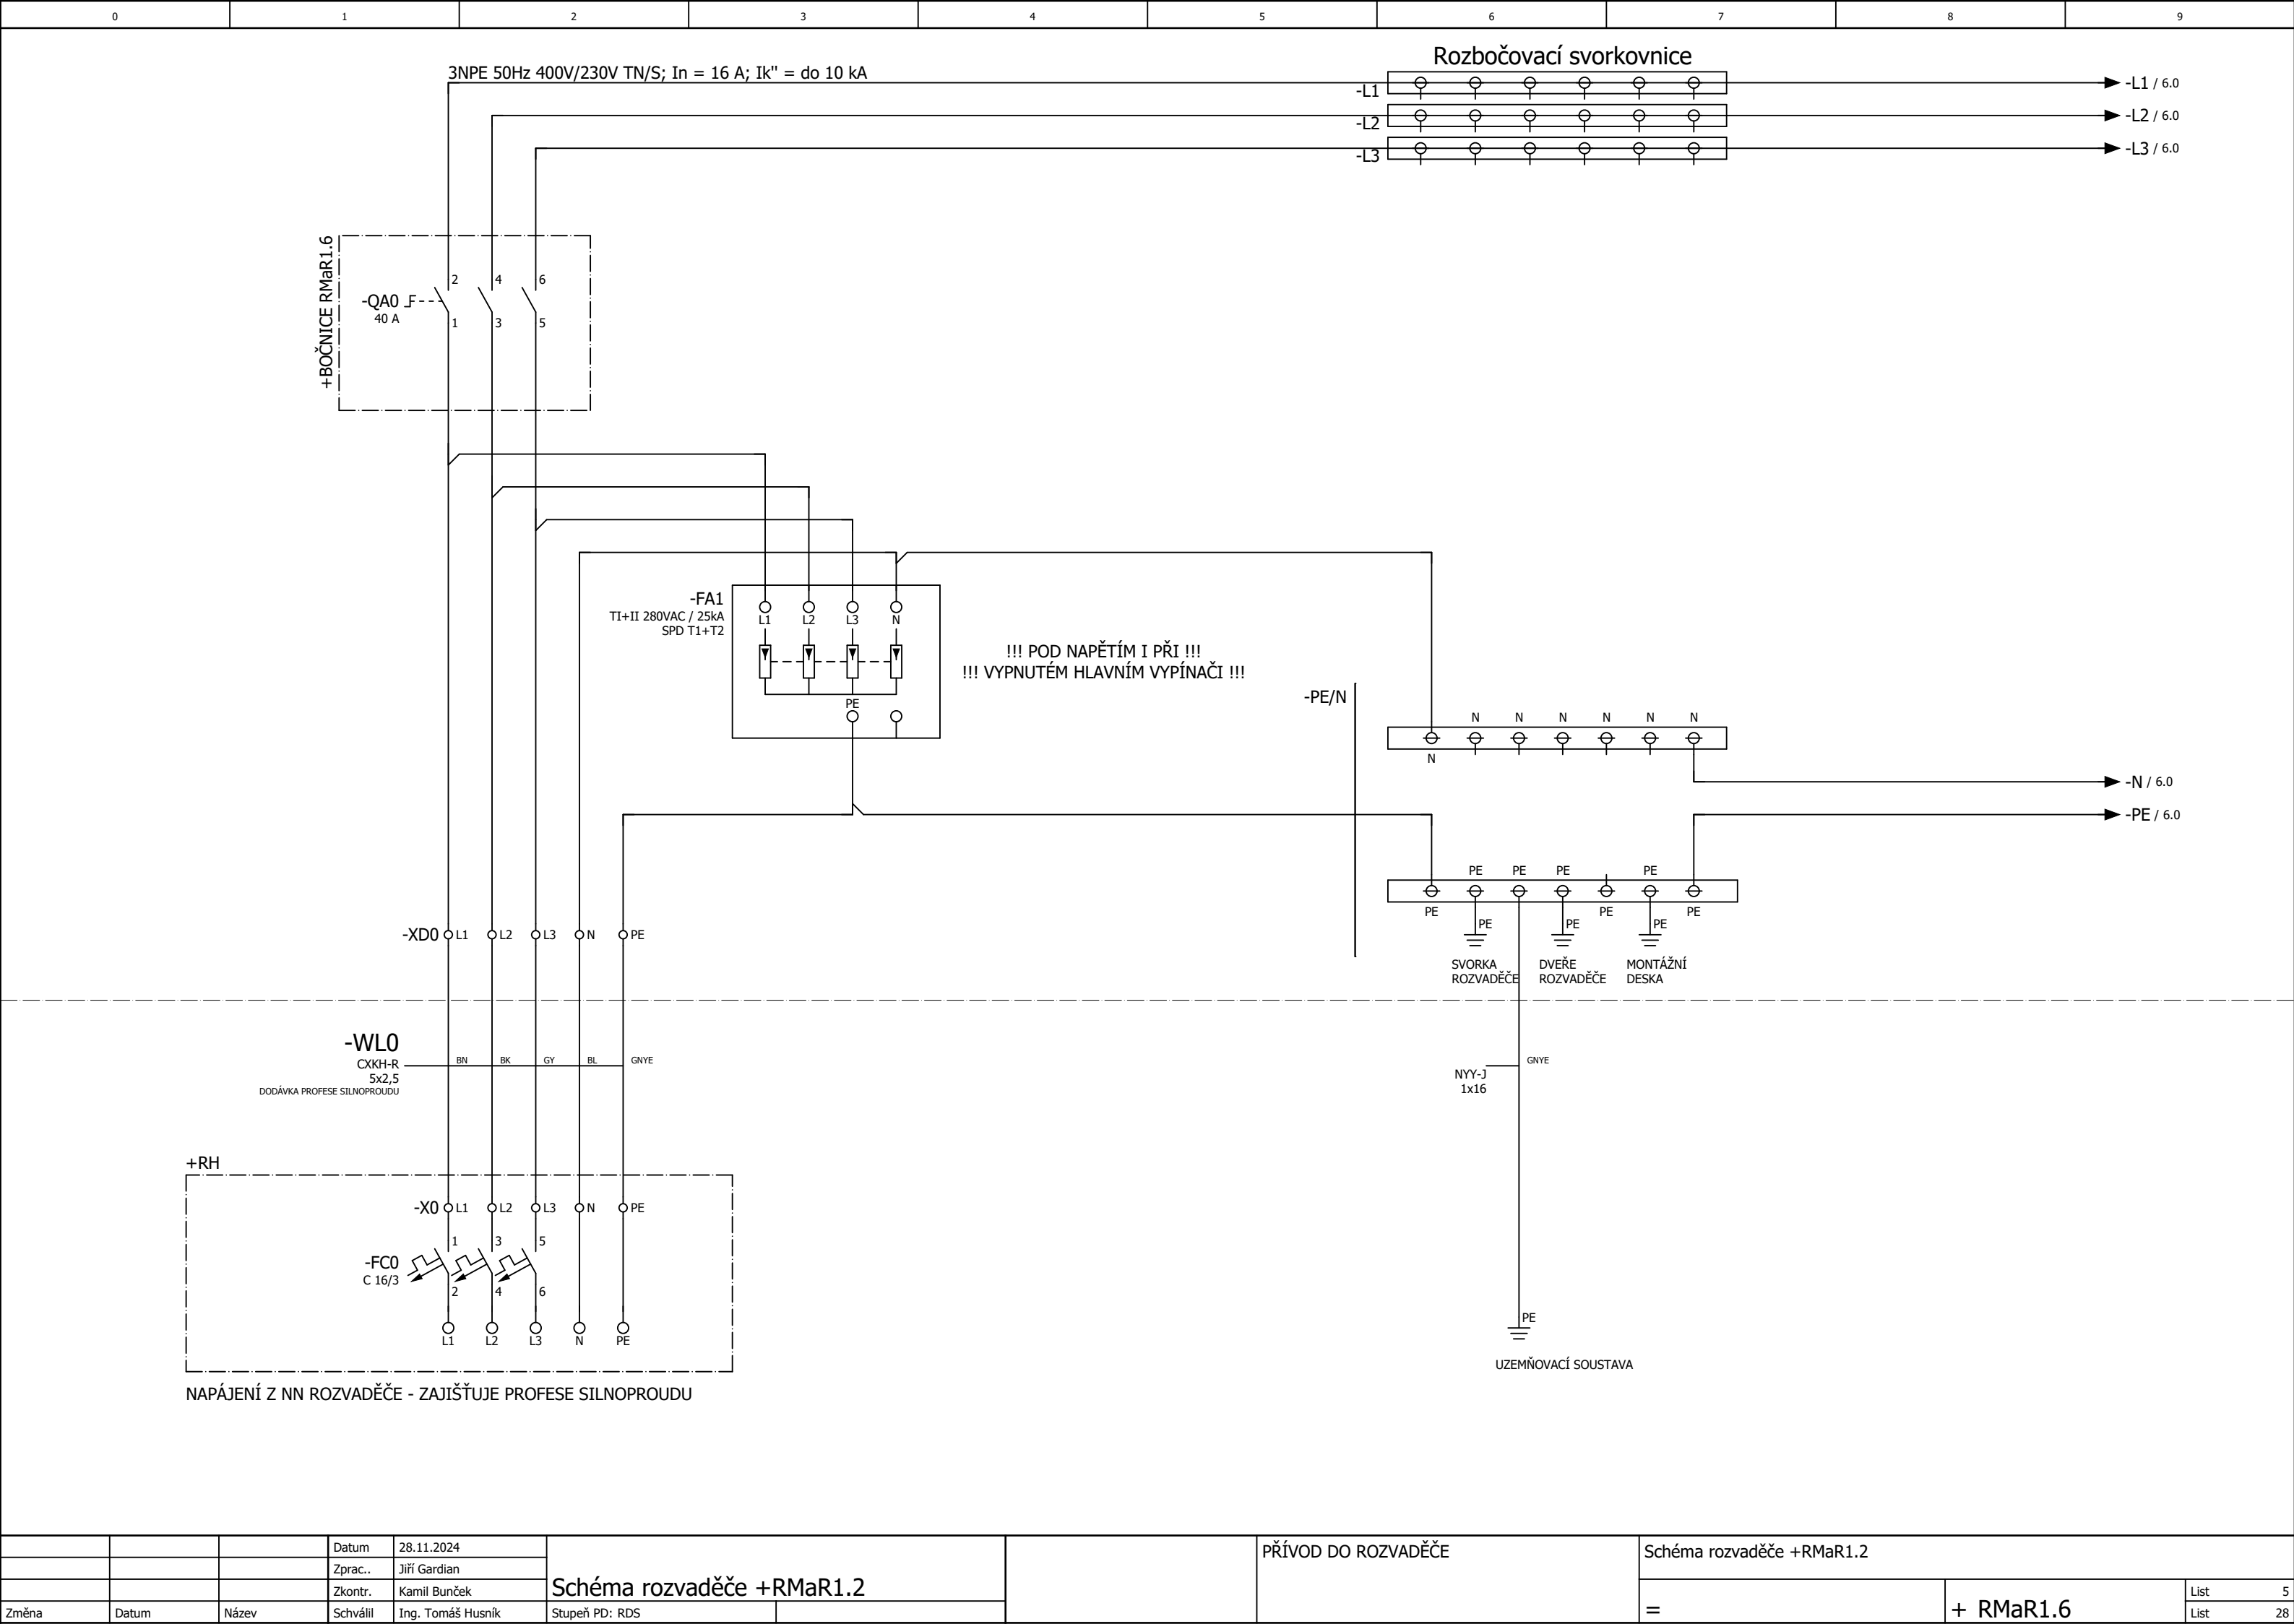 0 1 2 3 4 5 6 7 8 9
Rozbočovací svorkovnice
3NPE 50Hz 400V/230V TN/S; In = 16 A; Ik" = do 10 kA
-L1 -L1 / 6.0
-L2 -L2 / 6.0
-L3 -L3 / 6.0
+BOČNICE RMaR1.6
2 4 6
-QA0
40 A
1 3 5
-FA1
TI+II 280VAC / 25kA
SPD T1+T2
L1 L2 L3 N
PE
!!! POD NAPĚTÍM I PŘI !!!
!!! VYPNUTÉM HLAVNÍM VYPÍNAČI !!!
-PE/N
N N N N N N
N
-N / 6.0
-PE / 6.0
PE PE PE PE
PE PE PE
PE PE PE
SVORKA
ROZVADĚČE
DVEŘE
ROZVADĚČE
MONTÁŽNÍ
DESKA
-XD0 L1 L2 L3 N PE
-WL0
CXKH-R
5x2,5
DODÁVKA PROFESE SILNOPROUDU
BN BK GY BL GNYE
NYY-J
1x16
GNYE
+RH
-X0 L1 L2 L3 N PE
1 3 5
-FC0
C 16/3
2 4 6
L1 L2 L3 N PE
PE
UZEMŇOVACÍ SOUSTAVA
NAPÁJENÍ Z NN ROZVADĚČE - ZAJIŠŤUJE PROFESE SILNOPROUDU
Datum 28.11.2024
Zprac.. Jiří Gardian
Zkontr. Kamil Bunček
Změna Datum Název Schválil Ing. Tomáš Husník
Schéma rozvaděče +RMaR1.2
Stupeň PD: RDS
PŘÍVOD DO ROZVADĚČE
Schéma rozvaděče +RMaR1.2
=
+ RMaR1.6
List 5
List 28